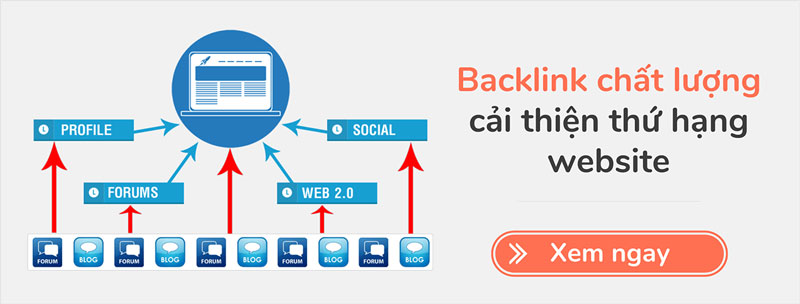 PROFILE
SOCIAL
FORUMS
WEB 2.0
FORUM
BLOG
FORUM
BLOG
FORUM
BLOG
FORUM
BLOG
FORUM
BLOG
Backlink chất lượng
cải thiện thứ hạng
website
Xem ngay